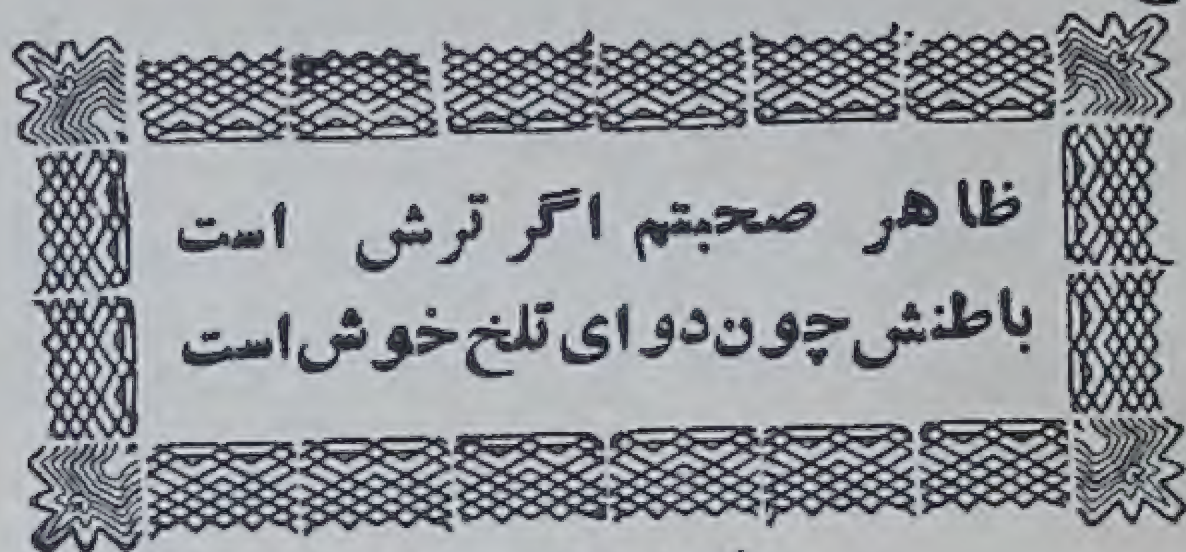 ظاهر صحبتم اگر ترش است
باطنش چون دوای تلخ خوش است